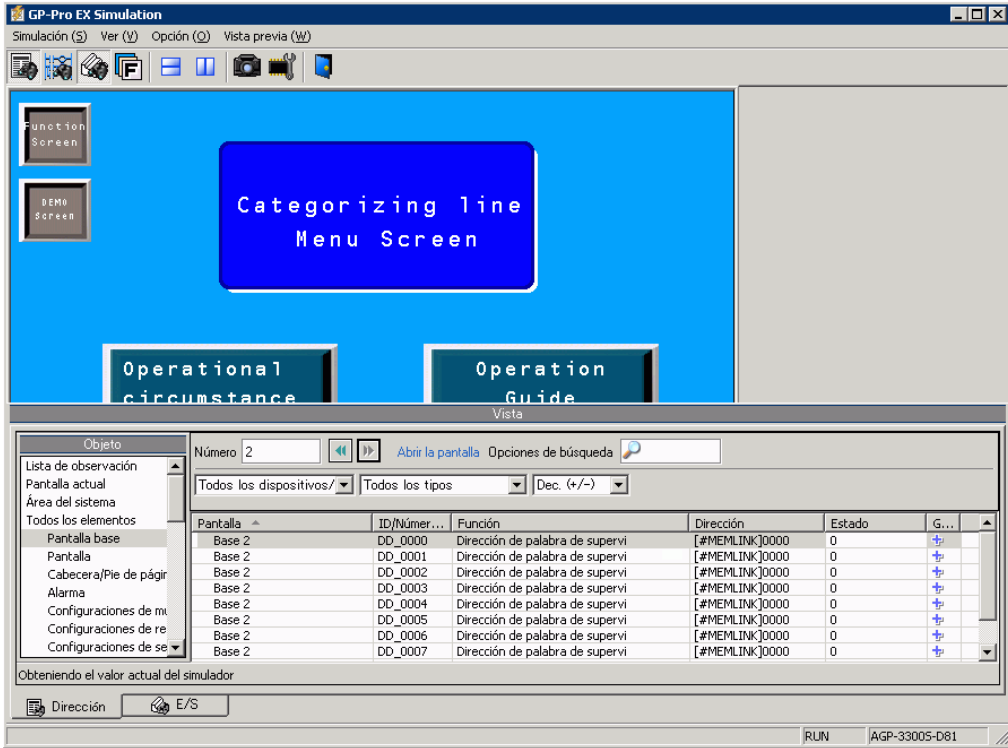 GP-Pro EX Simulation
Simulación (S) Ver (V) Opción (O) Vista previa (W)
Function
Screen
DEMO
Screen
Categorizing line
Menu Screen
Operational
circumstance
Operation
Guide
Vista
Objeto
Lista de observación
Pantalla actual
Área del sistema
Todos los elementos
Pantalla base
Pantalla
Cabecera/Pie de págir
Alarma
Configuraciones de mu
Configuraciones de re
Configuraciones de se
Número 2 Abrir la pantalla Opciones de búsqueda
Todos los dispositivos/ Todos los tipos Dec. (+/-)
Pantalla ID/Númer... Función Dirección Estado G...
Base 2 DD_0000 Dirección de palabra de supervi [#MEMLINK]0000 0
Base 2 DD_0001 Dirección de palabra de supervi [#MEMLINK]0000 0
Base 2 DD_0002 Dirección de palabra de supervi [#MEMLINK]0000 0
Base 2 DD_0003 Dirección de palabra de supervi [#MEMLINK]0000 0
Base 2 DD_0004 Dirección de palabra de supervi [#MEMLINK]0000 0
Base 2 DD_0005 Dirección de palabra de supervi [#MEMLINK]0000 0
Base 2 DD_0006 Dirección de palabra de supervi [#MEMLINK]0000 0
Base 2 DD_0007 Dirección de palabra de supervi [#MEMLINK]0000 0
Obteniendo el valor actual del simulador
Dirección E/S
RUN AGP-3300S-D81